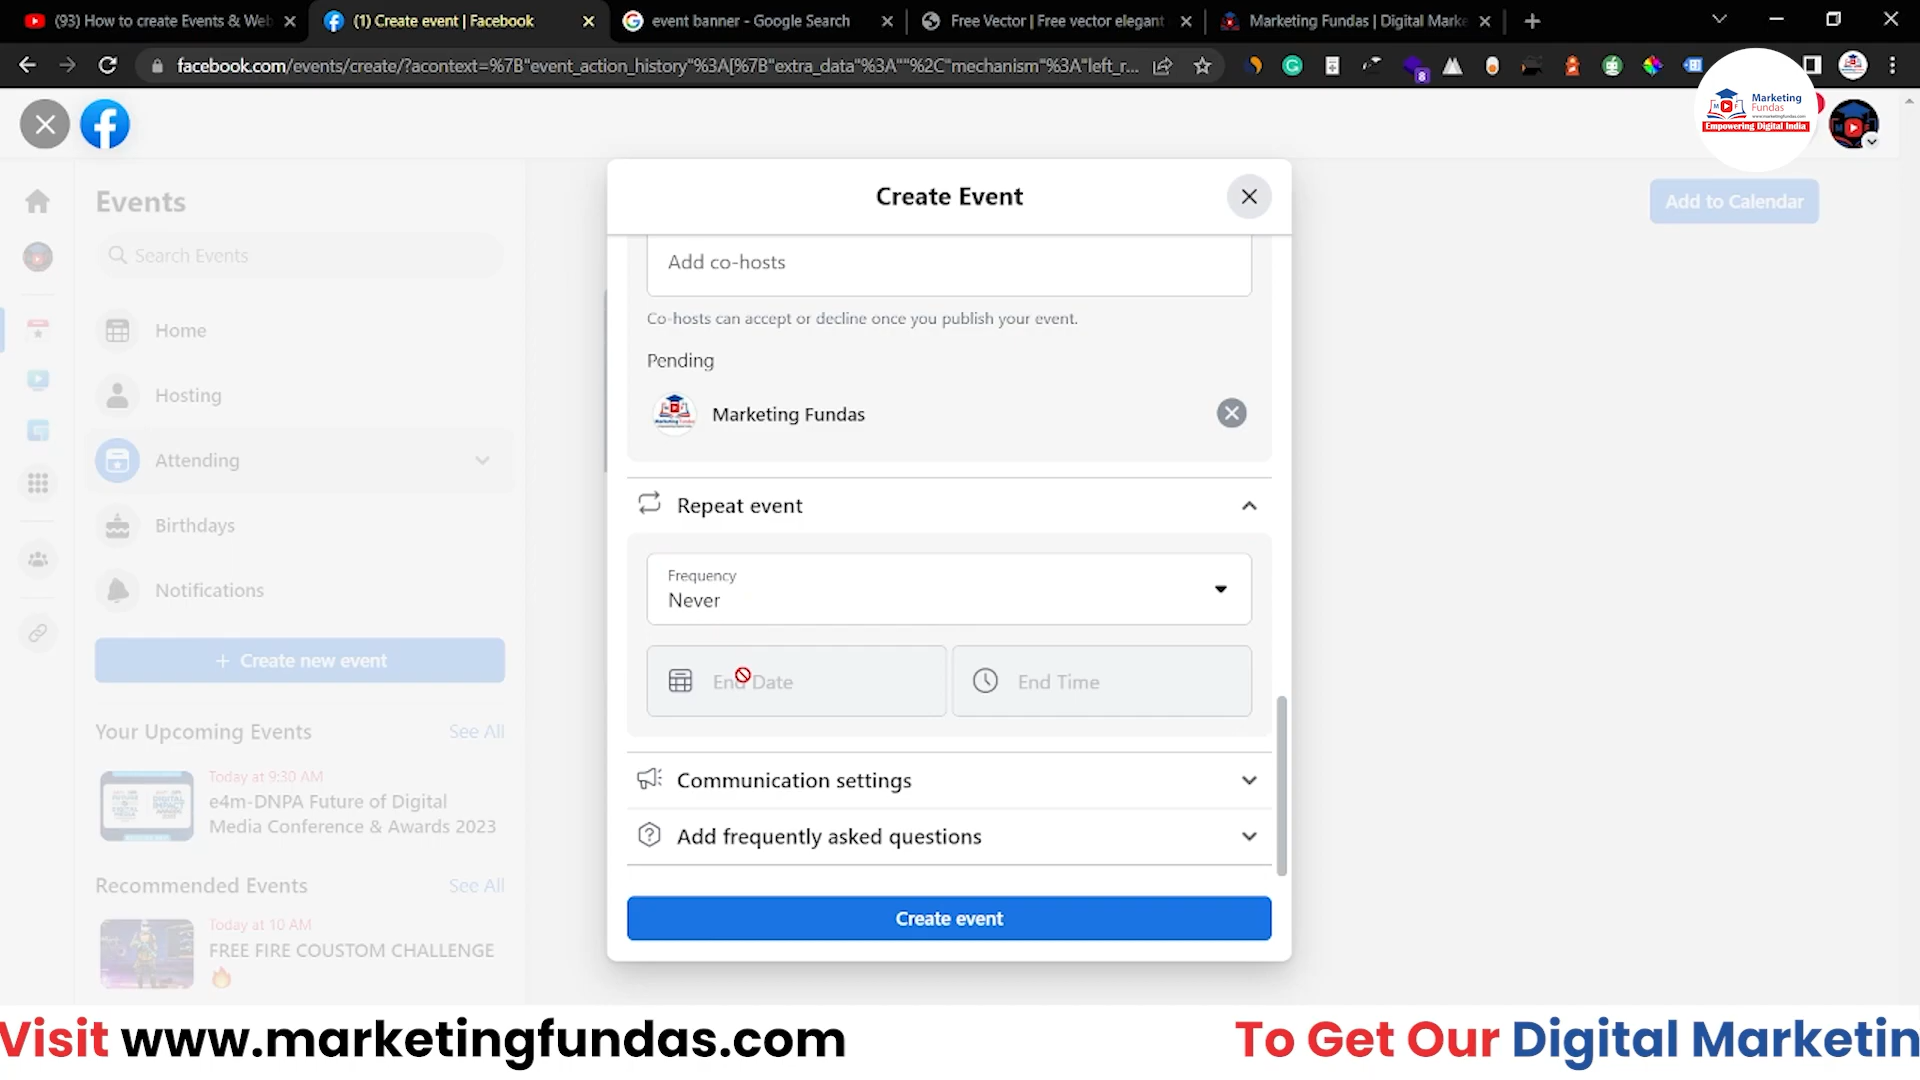 (93) How to create Events & Web
(1) Create event | Facebook
event banner - Google Search
Free Vector | Free vector elegant
Marketing Fundas | Digital Marke
facebook.com/events/create/?acontext=%7B"event_action_history"%3A[%7B"extra_data"%3A""%2C"mechanism"%3A"left_r...
8
Marketing
Fundas
www.marketingfundas.com
Empowering Digital India
Events
Search Events
Home
Hosting
Attending
Birthdays
Notifications
+ Create new event
Your Upcoming Events
See All
Today at 9:30 AM
e4m-DNPA Future of Digital
Media Conference & Awards 2023
Recommended Events
See All
Today at 10 AM
FREE FIRE COUSTOM CHALLENGE
Add to Calendar
Create Event
Add co-hosts
Co-hosts can accept or decline once you publish your event.
Pending
Marketing Fundas
Repeat event
Frequency
Never
End Date
End Time
Communication settings
Add frequently asked questions
Create event
Visit www.marketingfundas.com
To Get Our Digital Marketin